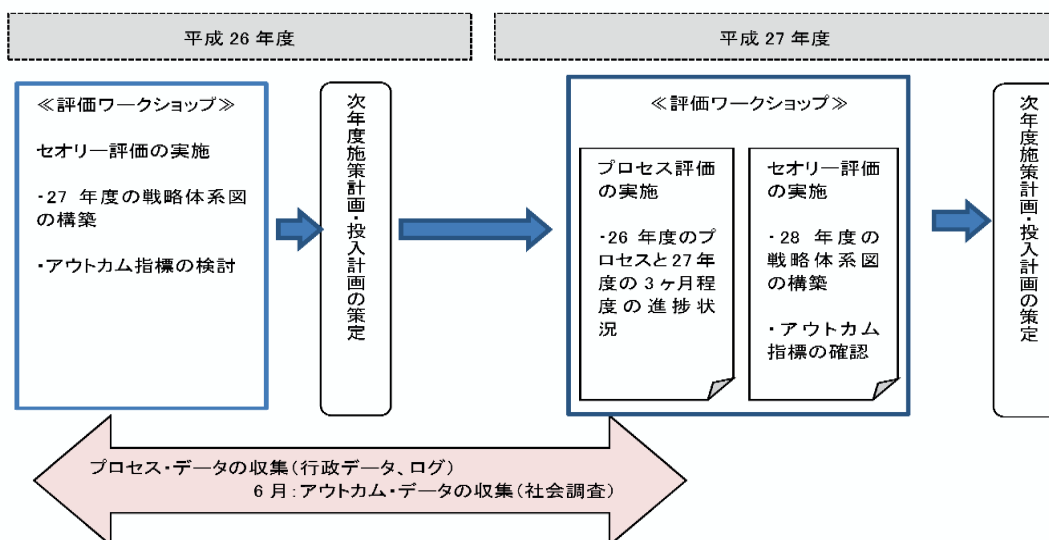 平成 26 年度
平成 27 年度
≪評価ワークショップ≫
セオリー評価の実施
・27 年度の戦略体系図
の構築
・アウトカム指標の検討
次年度施策計画・投入計画の策定
≪評価ワークショップ≫
プロセス評価
の実施
・26 年度のプ
ロセスと27年
度の 3 ヶ月程
度の進捗状
況
セオリー評価
の実施
・28 年度の
戦略体系図
の構築
・アウトカム
指標の確認
次年度施策計画・投入計画の策定
プロセス・データの収集(行政データ、ログ)
6 月:アウトカム・データの収集(社会調査)